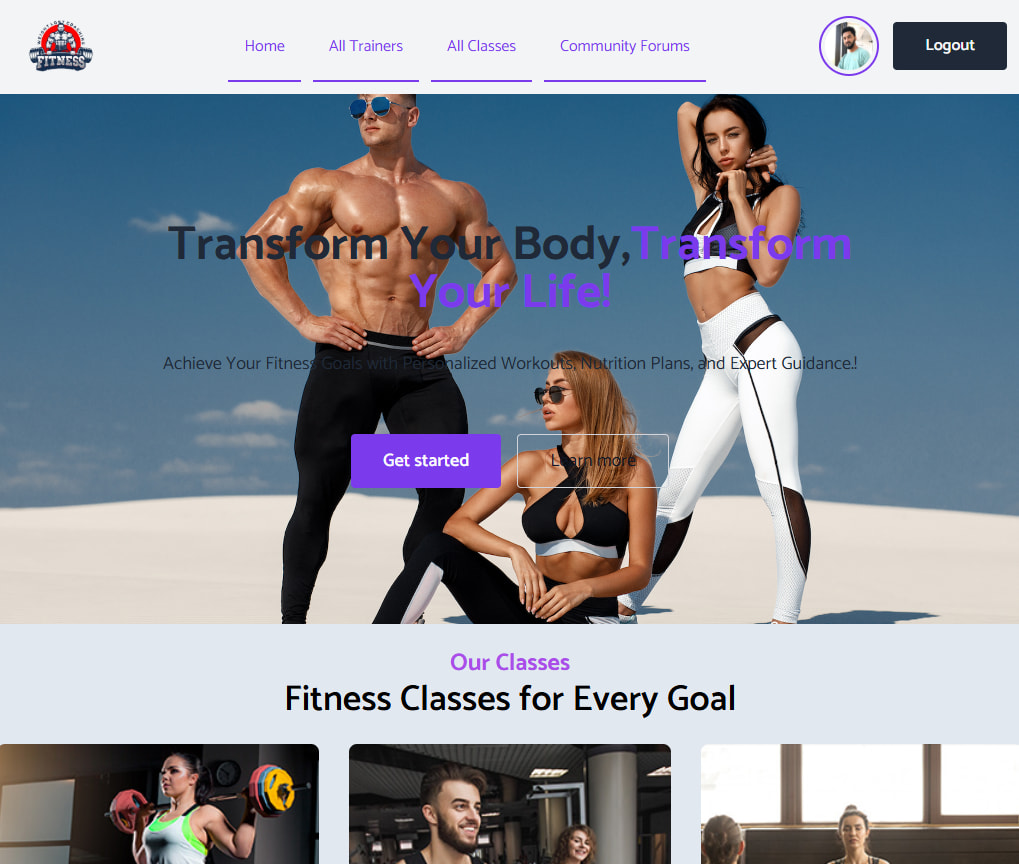 FITNESS
Home
All Trainers
All Classes
Community Forums
Logout
Transform Your Body,Transform
Your Life!
Achieve Your Fitness Goals with Personalized Workouts, Nutrition Plans, and Expert Guidance.!
Get started
Learn more
Our Classes
Fitness Classes for Every Goal